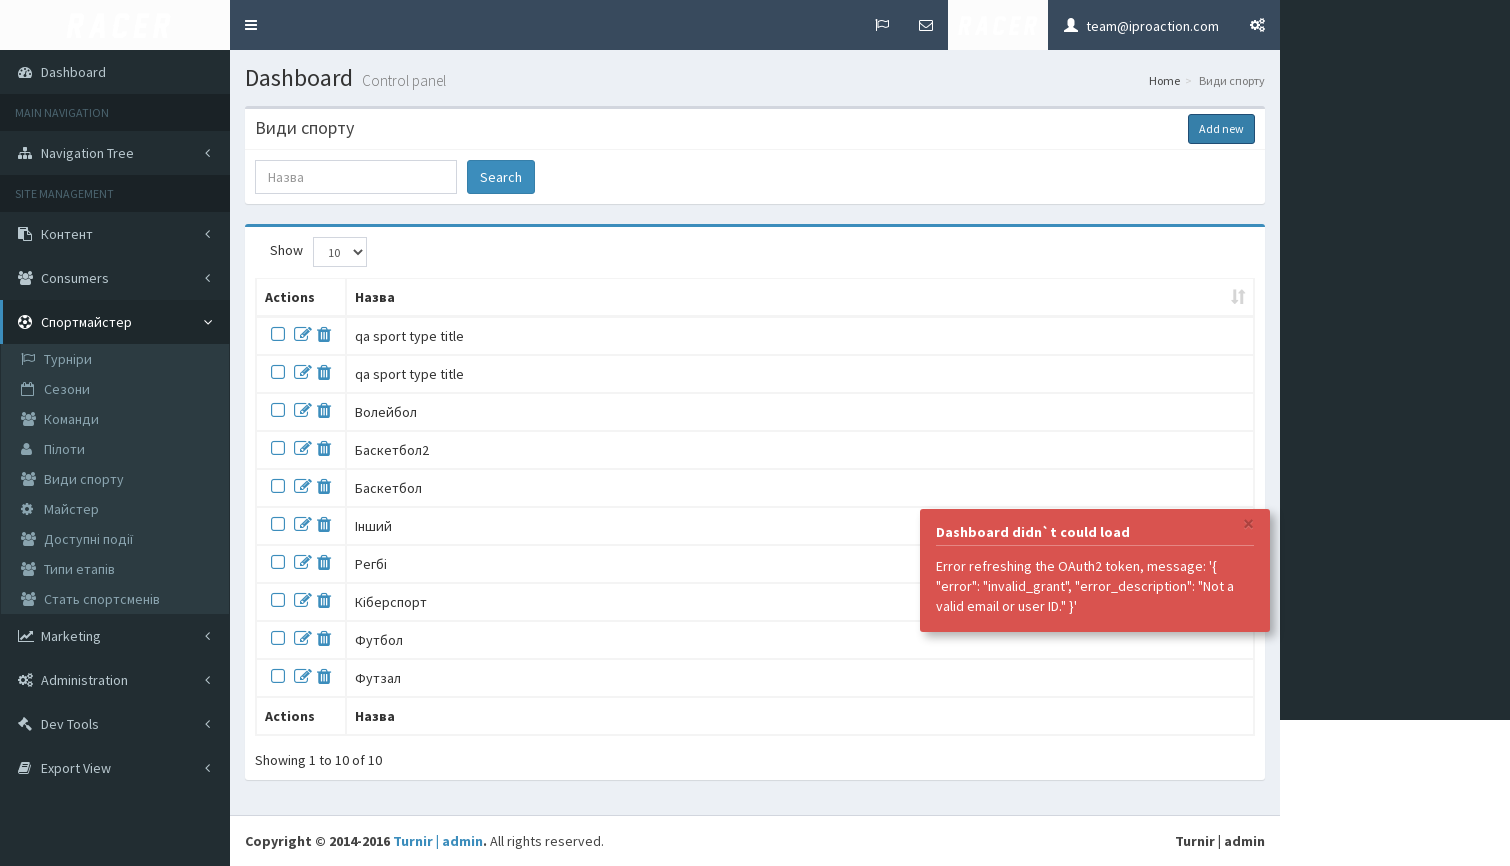 RACER
RACER
team@iproaction.com
Dashboard
MAIN NAVIGATION
Navigation Tree
SITE MANAGEMENT
Контент
Consumers
Спортмайстер
Турніри
Сезони
Команди
Пілоти
Види спорту
Майстер
Доступні події
Типи етапів
Стать спортсменів
Marketing
Administration
Dev Tools
Export View
Dashboard Control panel
Home > Види спорту
Види спорту
Add new
Назва
Search
Show 10
Actions Назва
qa sport type title
qa sport type title
Волейбол
Баскетбол2
Баскетбол
Інший
Регбі
Кіберспорт
Футбол
Футзал
Actions Назва
Showing 1 to 10 of 10
×
Dashboard didn`t could load
Error refreshing the OAuth2 token, message: '{
"error": "invalid_grant", "error_description": "Not a
valid email or user ID." }'
Copyright © 2014-2016 Turnir | admin. All rights reserved.
Turnir | admin